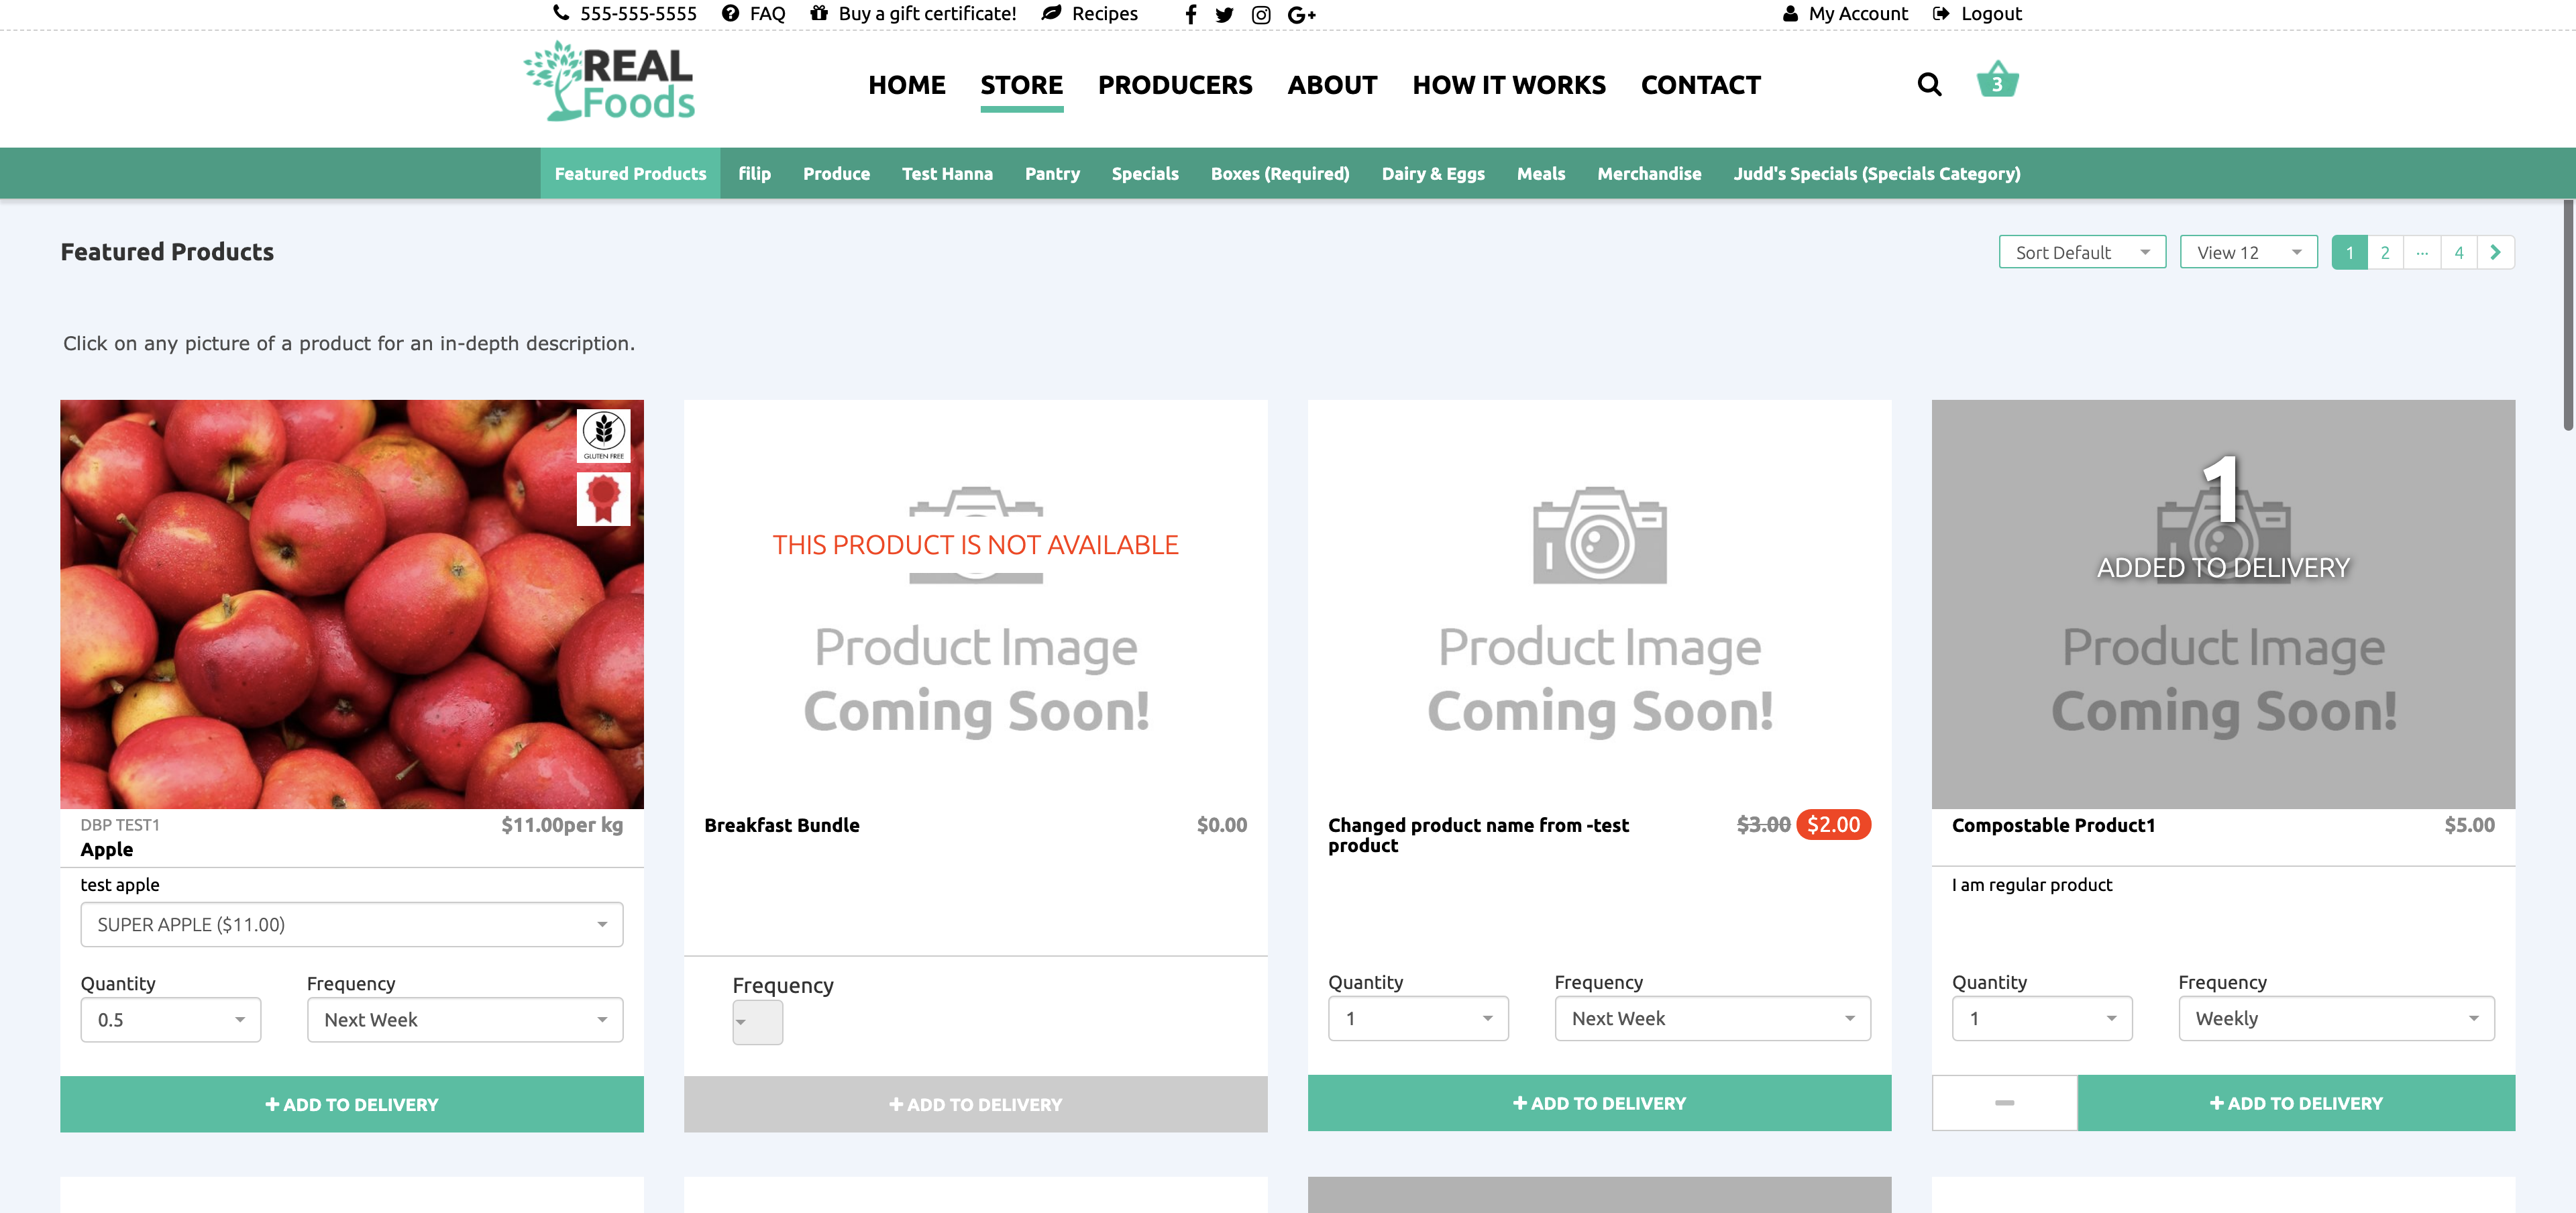 555-555-5555 FAQ Buy a gift certificate! Recipes G+ My Account Logout
REAL
Foods
HOME STORE PRODUCERS ABOUT HOW IT WORKS CONTACT 3
Featured Products filip Produce Test Hanna Pantry Specials Boxes (Required) Dairy & Eggs Meals Merchandise Judd's Specials (Specials Category)
Featured Products Sort Default View 12 1 2 ... 4
Click on any picture of a product for an in-depth description.
GLUTEN FREE
DBP TEST1 $11.00per kg
Apple
test apple
SUPER APPLE ($11.00)
Quantity Frequency
0.5 Next Week
+ ADD TO DELIVERY
THIS PRODUCT IS NOT AVAILABLE
Product Image
Coming Soon!
Breakfast Bundle $0.00
Frequency
+ ADD TO DELIVERY
Product Image
Coming Soon!
Changed product name from -test $3.00 $2.00
product
Quantity Frequency
1 Next Week
+ ADD TO DELIVERY
1
ADDED TO DELIVERY
Product Image
Coming Soon!
Compostable Product1 $5.00
I am regular product
Quantity Frequency
1 Weekly
+ ADD TO DELIVERY